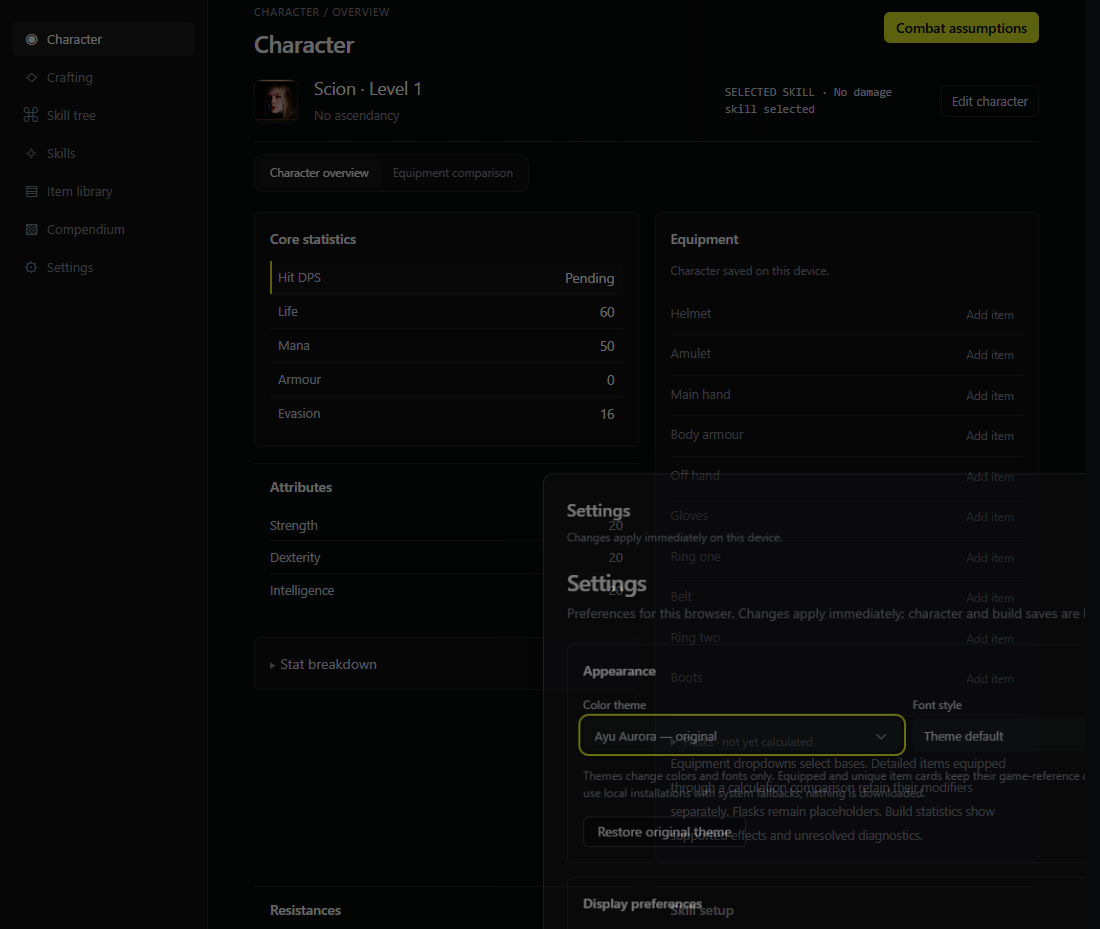 Character
Crafting
Skill tree
Skills
Item library
Compendium
Settings
CHARACTER / OVERVIEW
Character
Combat assumptions
Scion · Level 1
No ascendancy
SELECTED SKILL · No damage
skill selected
Edit character
Character overview
Equipment comparison
Core statistics
Hit DPS Pending
Life 60
Mana 50
Armour 0
Evasion 16
Attributes
Strength 20
Dexterity 20
Intelligence 20
Stat breakdown
Resistances
Equipment
Character saved on this device.
Helmet Add item
Amulet Add item
Main hand Add item
Body armour Add item
Off hand Add item
Gloves Add item
Ring one Add item
Belt Add item
Ring two Add item
Boots Add item
Flasks · not yet calculated
Equipment dropdowns select bases. Detailed items equipped
through a calculation comparison retain their modifiers
separately. Flasks remain placeholders. Build statistics show
supported effects and unresolved diagnostics.
Skill setup
Settings
Changes apply immediately on this device.
Settings
Preferences for this browser. Changes apply immediately; character and build saves are
Appearance
Color theme
Font style
Ayu Aurora — original
Theme default
Themes change colors and fonts only. Equipped and unique item cards keep their game-reference
use local installations with system fallbacks; nothing is downloaded.
Restore original theme
Display preferences